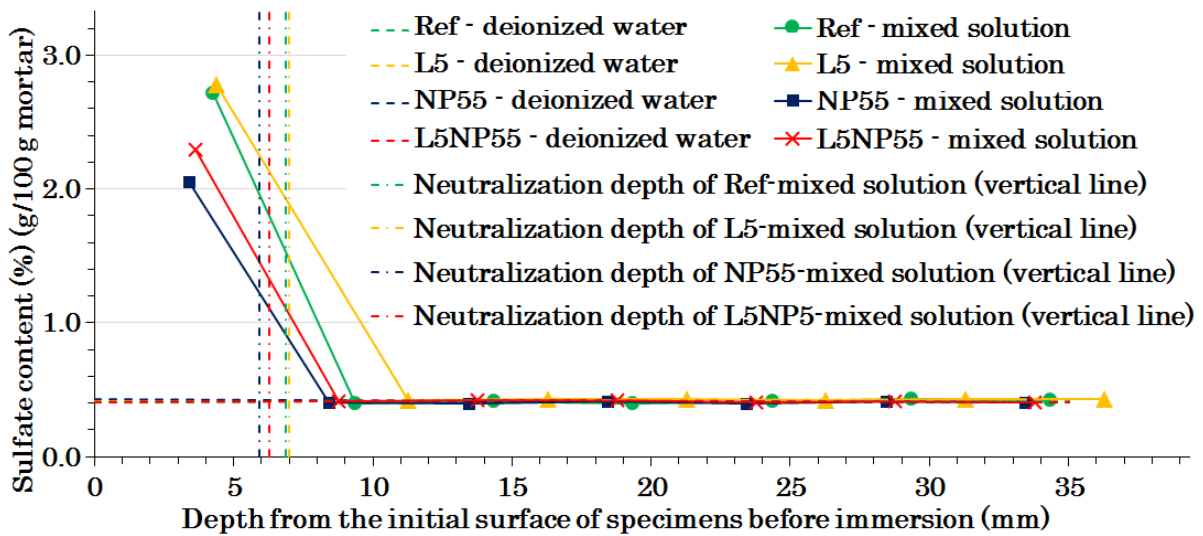 Sulfate content (%) (g/100 g mortar)
3.0
2.0
1.0
0.0
Ref - deionized water
Ref - mixed solution
L5 - deionized water
L5 - mixed solution
NP55 - deionized water
NP55 - mixed solution
L5NP55 - deionized water
L5NP55 - mixed solution
Neutralization depth of Ref-mixed solution (vertical line)
Neutralization depth of L5-mixed solution (vertical line)
Neutralization depth of NP55-mixed solution (vertical line)
Neutralization depth of L5NP5-mixed solution (vertical line)
0 5 10 15 20 25 30 35
Depth from the initial surface of specimens before immersion (mm)